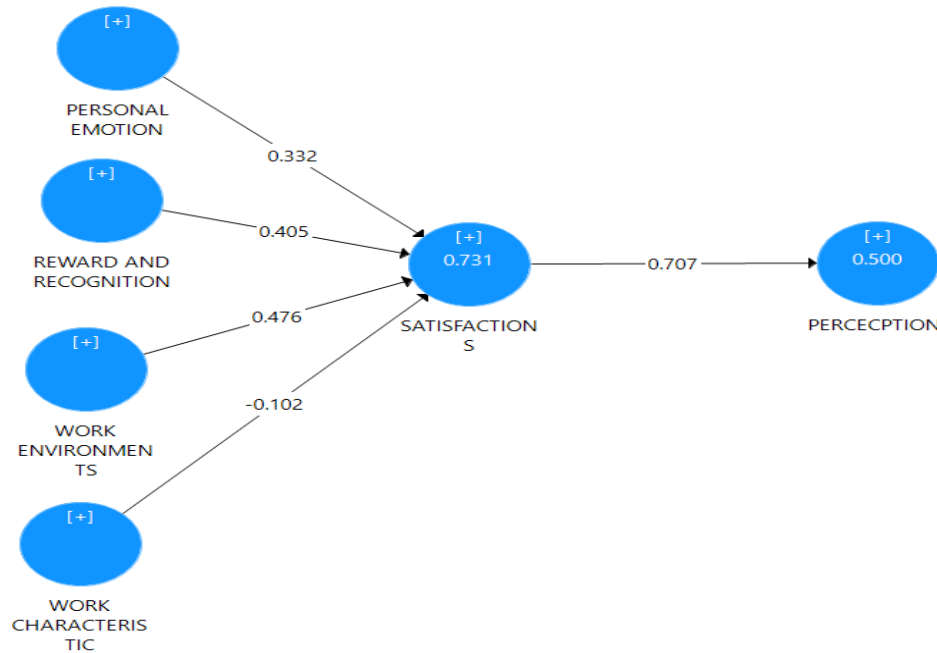 [+]
PERSONAL
EMOTION
0.332
[+]
REWARD AND
RECOGNITION
0.405
[+]
WORK
ENVIRONMEN
TS
0.476
[+]
WORK
CHARACTERIS
TIC
-0.102
[+]
0.731
SATISFACTION
S
0.707
[+]
0.500
PERCECPTION